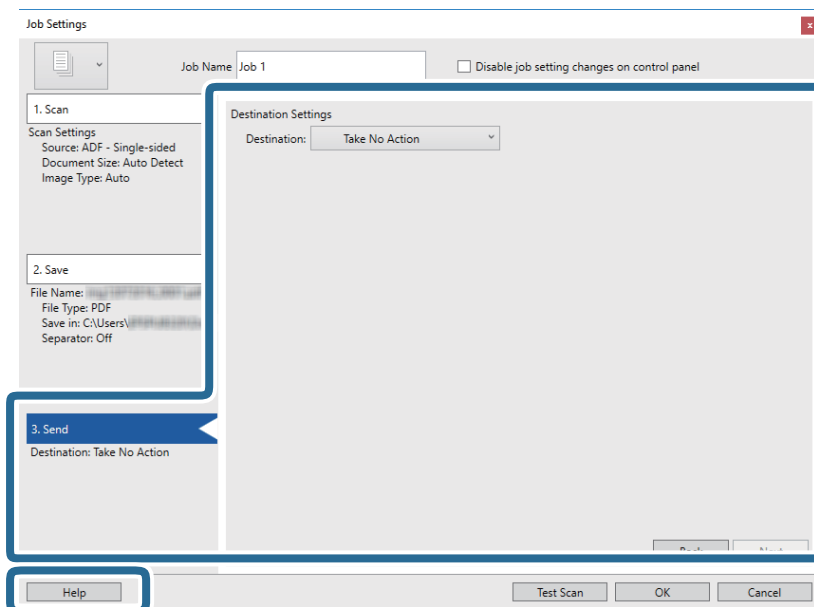 Job Settings
x
Job Name Job 1
Disable job setting changes on control panel
1. Scan
Scan Settings
Source: ADF - Single-sided
Document Size: Auto Detect
Image Type: Auto
2. Save
File Name:
File Type: PDF
Save in: C:\Users\
Separator: Off
3. Send
Destination: Take No Action
Destination Settings
Destination: Take No Action
Back Next
Help Test Scan OK Cancel